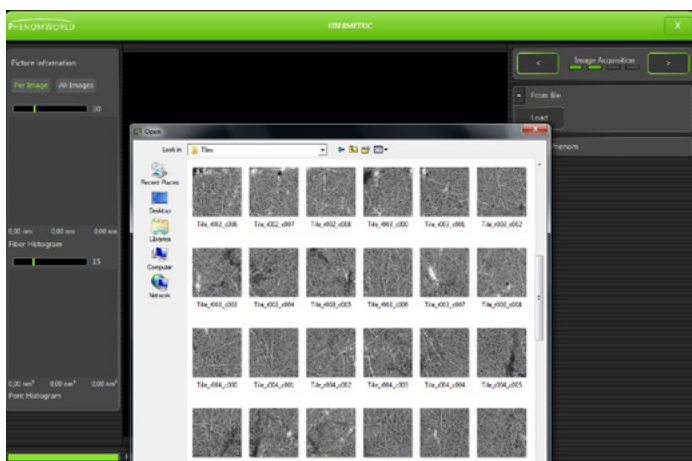 PHENOMWORLD
FIBERMETRIC
X
Picture information
Per Image
All Images
30
0,00 nm 0,00 nm 0,00 nm
Fiber Histogram
15
0,00 nm² 0,00 nm² 0,00 nm²
Pore Histogram
<
Image Acquisition
>
From file
Load
Phenom
Open
Look in:
Tiles
Recent Places
Desktop
Libraries
Computer
Network
Tile_r002_c006 Tile_r002_c007 Tile_r002_c008 Tile_r003_c000 Tile_r003_c001 Tile_r003_c002
Tile_r003_c003 Tile_r003_c004 Tile_r003_c005 Tile_r003_c006 Tile_r003_c007 Tile_r003_c008
Tile_r004_c000 Tile_r004_c001 Tile_r004_c002 Tile_r004_c003 Tile_r004_c004 Tile_r004_c005